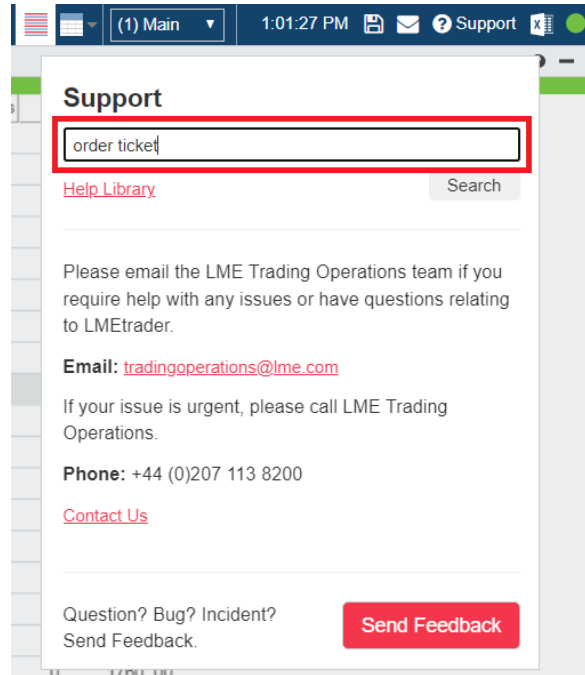 (1) Main ▼ 1:01:27 PM Support
Support
order ticket
Help Library Search
Please email the LME Trading Operations team if you
require help with any issues or have questions relating
to LMEtrader.
Email: tradingoperations@lme.com
If your issue is urgent, please call LME Trading
Operations.
Phone: +44 (0)207 113 8200
Contact Us
Question? Bug? Incident?
Send Feedback.
Send Feedback